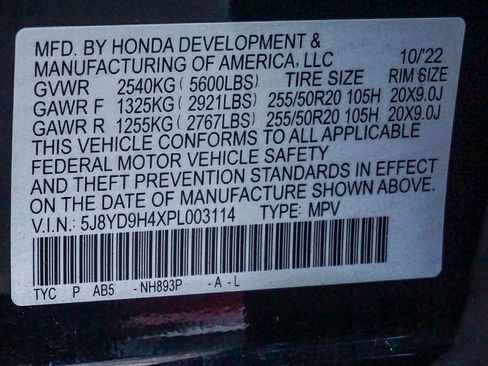 MFD. BY HONDA DEVELOPMENT &
MANUFACTURING OF AMERICA, LLC 10/'22
GVWR 2540KG (5600LBS) TIRE SIZE RIM SIZE
GAWR F 1325KG (2921LBS) 255/50R20 105H 20X9.0J
GAWR R 1255KG (2767LBS) 255/50R20 105H 20X9.0J
THIS VEHICLE CONFORMS TO ALL APPLICABLE
FEDERAL MOTOR VEHICLE SAFETY
AND THEFT PREVENTION STANDARDS IN EFFECT
ON THE DATE OF MANUFACTURE SHOWN ABOVE.
V.I.N.: 5J8YD9H4XPL003114 TYPE: MPV
TYC P AB5 -NH893P -A -L